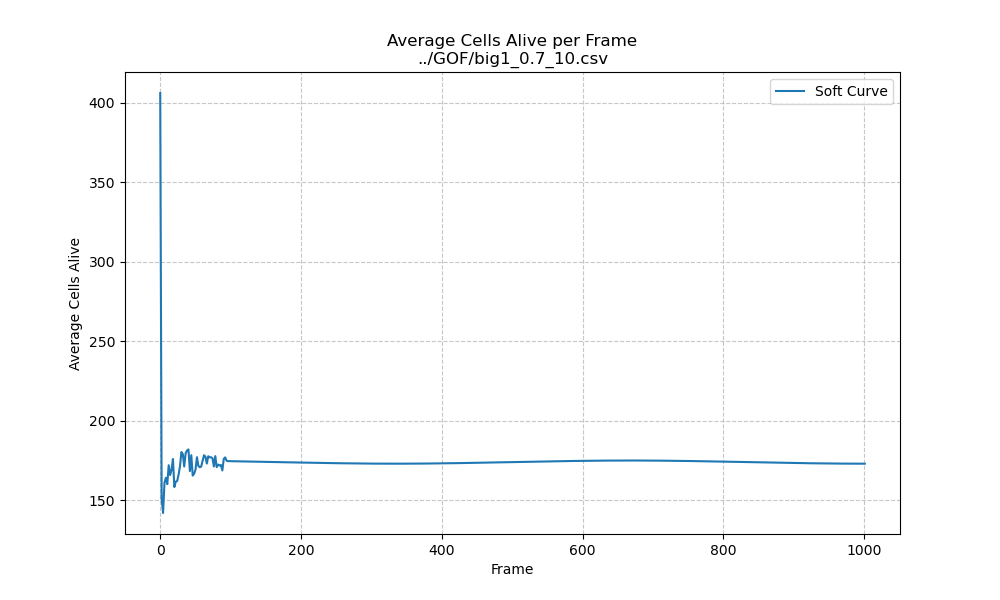 Average Cells Alive per Frame
../GOF/big1_0.7_10.csv
Soft Curve
400
350
300
250
200
150
Average Cells Alive
0 200 400 600 800 1000
Frame